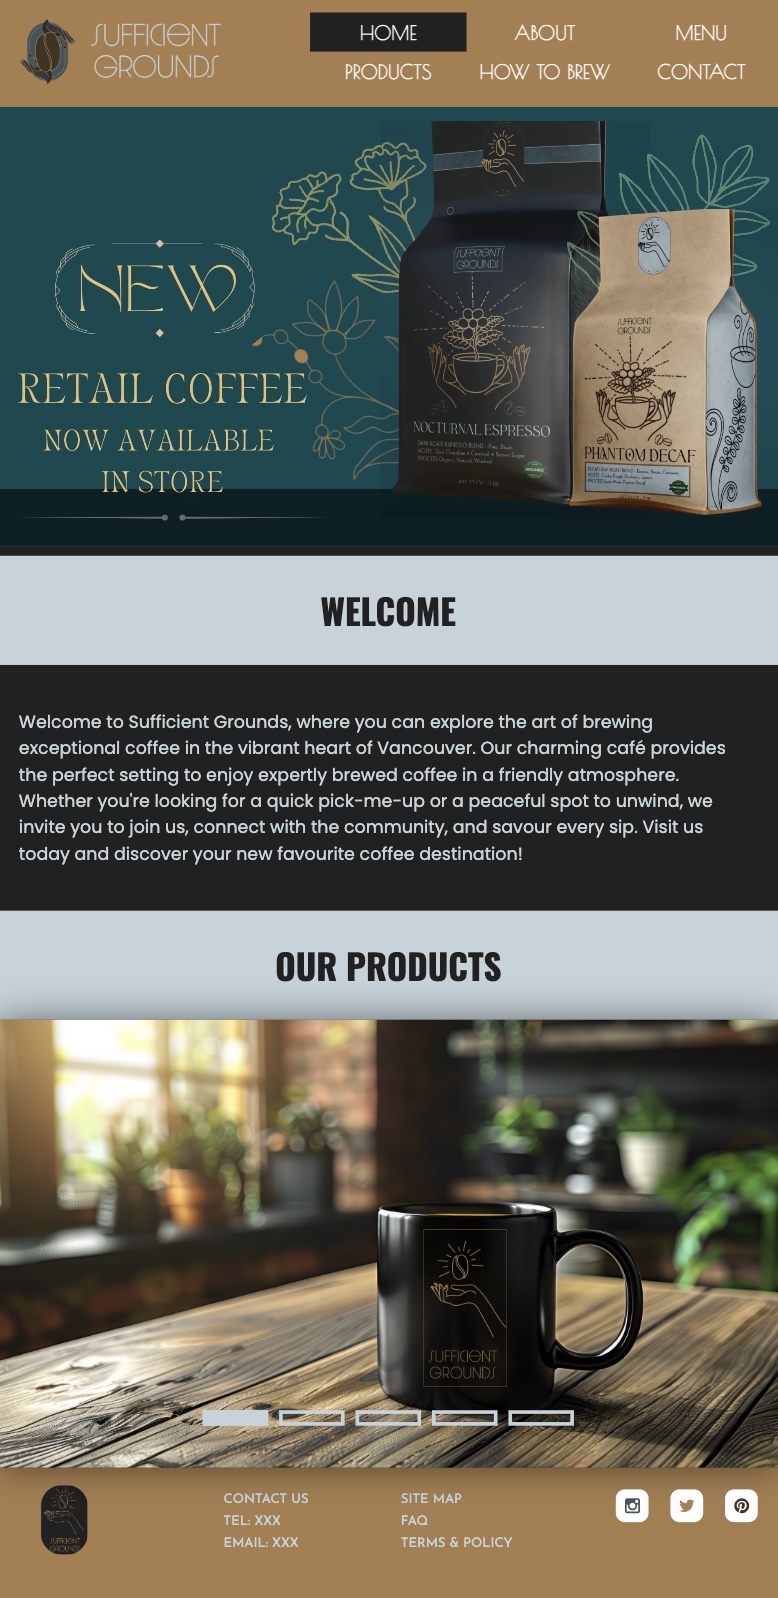 SUFFICIENT
GROUNDS
HOME
ABOUT
MENU
PRODUCTS
HOW TO BREW
CONTACT
NEW
RETAIL COFFEE
NOW AVAILABLE
IN STORE
SUFFICIENT
GROUNDS
NOCTURNAL ESPRESSO
DARK ROAST ESPRESSO BLEND
SUFFICIENT
GROUNDS
PHANTOM DECAF
WELCOME
Welcome to Sufficient Grounds, where you can explore the art of brewing
exceptional coffee in the vibrant heart of Vancouver. Our charming café provides
the perfect setting to enjoy expertly brewed coffee in a friendly atmosphere.
Whether you're looking for a quick pick-me-up or a peaceful spot to unwind, we
invite you to join us, connect with the community, and savour every sip. Visit us
today and discover your new favourite coffee destination!
OUR PRODUCTS
SUFFICIENT
GROUNDS
CONTACT US
TEL: XXX
EMAIL: XXX
SITE MAP
FAQ
TERMS & POLICY
SUFFICIENT
GROUNDS